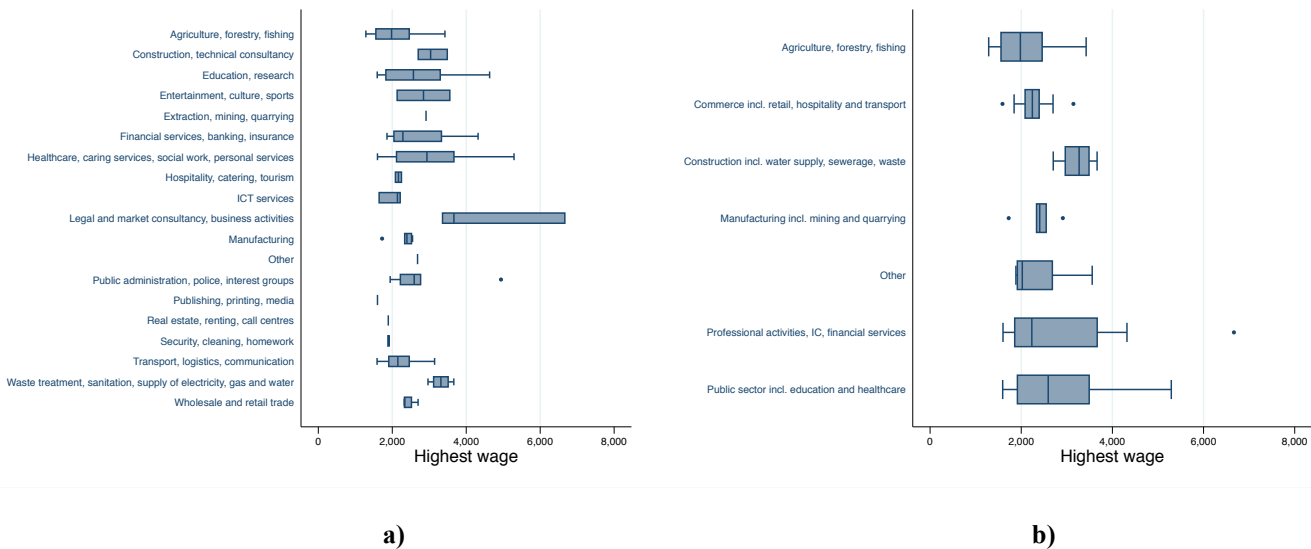 Agriculture, forestry, fishing
Construction, technical consultancy
Education, research
Entertainment, culture, sports
Extraction, mining, quarrying
Financial services, banking, insurance
Healthcare, caring services, social work, personal services
Hospitality, catering, tourism
ICT services
Legal and market consultancy, business activities
Manufacturing
Other
Public administration, police, interest groups
Publishing, printing, media
Real estate, renting, call centres
Security, cleaning, homework
Transport, logistics, communication
Waste treatment, sanitation, supply of electricity, gas and water
Wholesale and retail trade
0 2,000 4,000 6,000 8,000
Highest wage
a)
Agriculture, forestry, fishing
Commerce incl. retail, hospitality and transport
Construction incl. water supply, sewerage, waste
Manufacturing incl. mining and quarrying
Other
Professional activities, IC, financial services
Public sector incl. education and healthcare
0 2,000 4,000 6,000 8,000
Highest wage
b)